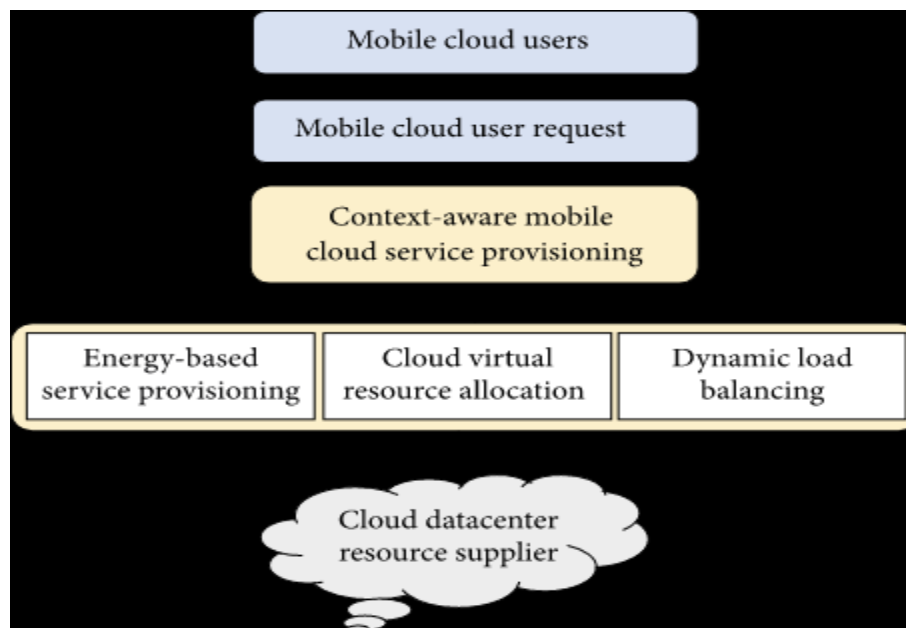 Mobile cloud users
Mobile cloud user request
Context-aware mobile
cloud service provisioning
Energy-based
service provisioning
Cloud virtual
resource allocation
Dynamic load
balancing
Cloud datacenter
resource supplier